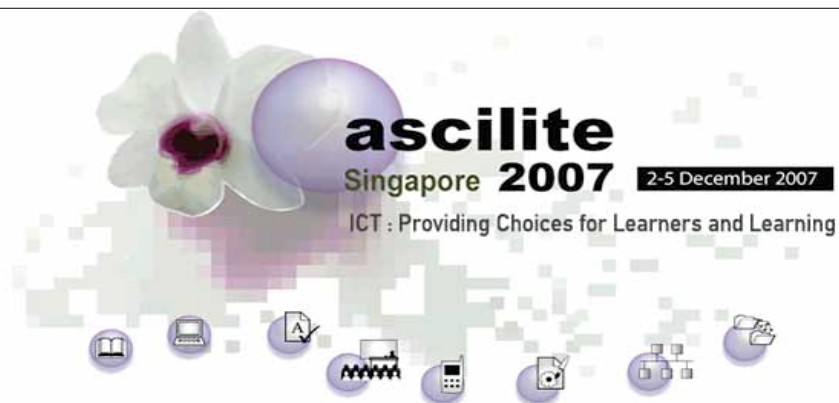 ascilite
Singapore 2007 2-5 December 2007
ICT : Providing Choices for Learners and Learning
A